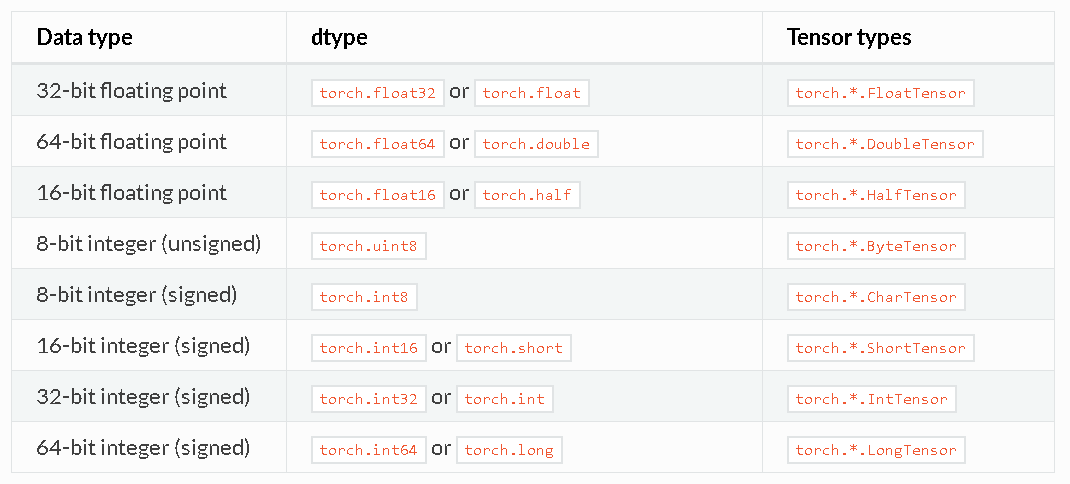 Data type dtype Tensor types
32-bit floating point torch.float32 or torch.float torch.*.FloatTensor
64-bit floating point torch.float64 or torch.double torch.*.DoubleTensor
16-bit floating point torch.float16 or torch.half torch.*.HalfTensor
8-bit integer (unsigned) torch.uint8 torch.*.ByteTensor
8-bit integer (signed) torch.int8 torch.*.CharTensor
16-bit integer (signed) torch.int16 or torch.short torch.*.ShortTensor
32-bit integer (signed) torch.int32 or torch.int torch.*.IntTensor
64-bit integer (signed) torch.int64 or torch.long torch.*.LongTensor